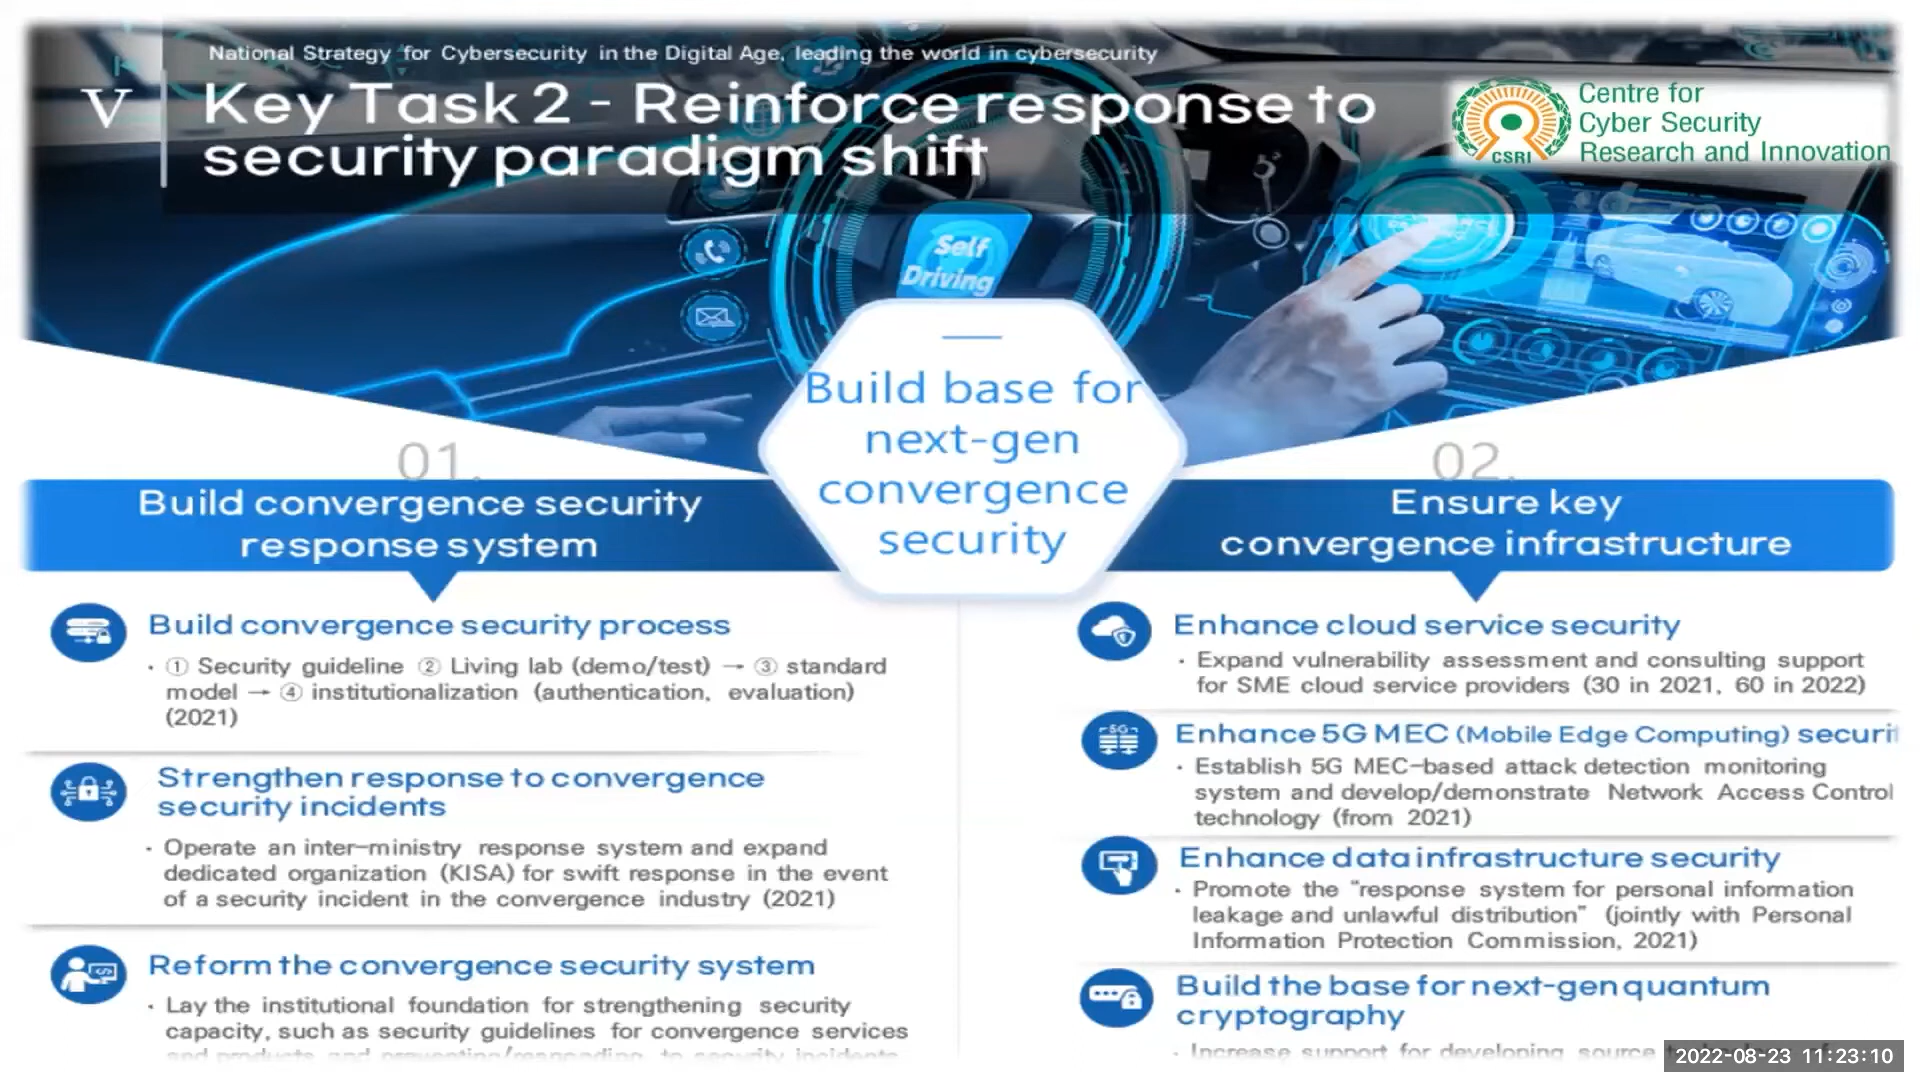 National Strategy for Cybersecurity in the Digital Age, leading the world in cybersecurity
V
Key Task 2 - Reinforce response to
security paradigm shift
CSRI
Centre for
Cyber Security
Research and Innovation
Self
Driving
Build base for
next-gen
convergence
security
01.
Build convergence security
response system
Build convergence security process
· ① Security guideline ② Living lab (demo/test) → ③ standard
model → ④ institutionalization (authentication, evaluation)
(2021)
Strengthen response to convergence
security incidents
· Operate an inter-ministry response system and expand
dedicated organization (KISA) for swift response in the event
of a security incident in the convergence industry (2021)
Reform the convergence security system
· Lay the institutional foundation for strengthening security
capacity, such as security guidelines for convergence services
and products and preventing/responding to security incidents
02.
Ensure key
convergence infrastructure
Enhance cloud service security
· Expand vulnerability assessment and consulting support
for SME cloud service providers (30 in 2021, 60 in 2022)
5G
Enhance 5G MEC (Mobile Edge Computing) securi
· Establish 5G MEC-based attack detection monitoring
system and develop/demonstrate Network Access Control
technology (from 2021)
Enhance data infrastructure security
· Promote the "response system for personal information
leakage and unlawful distribution" (jointly with Personal
Information Protection Commission, 2021)
Build the base for next-gen quantum
cryptography
· Increase support for developing source
2022-08-23 11:23:10